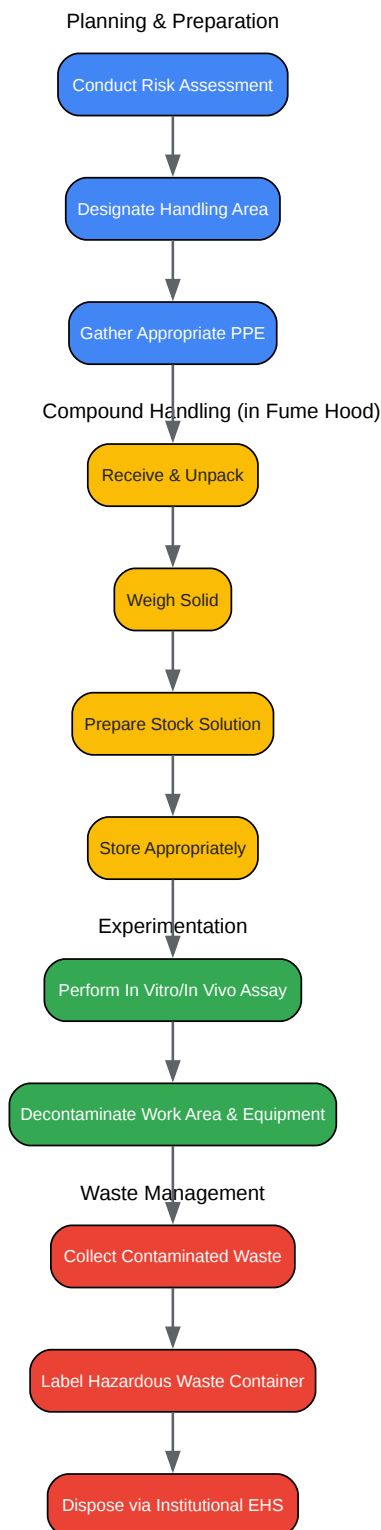 Planning & Preparation
Conduct Risk Assessment
Designate Handling Area
Gather Appropriate PPE
Compound Handling (in Fume Hood)
Receive & Unpack
Weigh Solid
Prepare Stock Solution
Store Appropriately
Experimentation
Perform In Vitro/In Vivo Assay
Decontaminate Work Area & Equipment
Waste Management
Collect Contaminated Waste
Label Hazardous Waste Container
Dispose via Institutional EHS